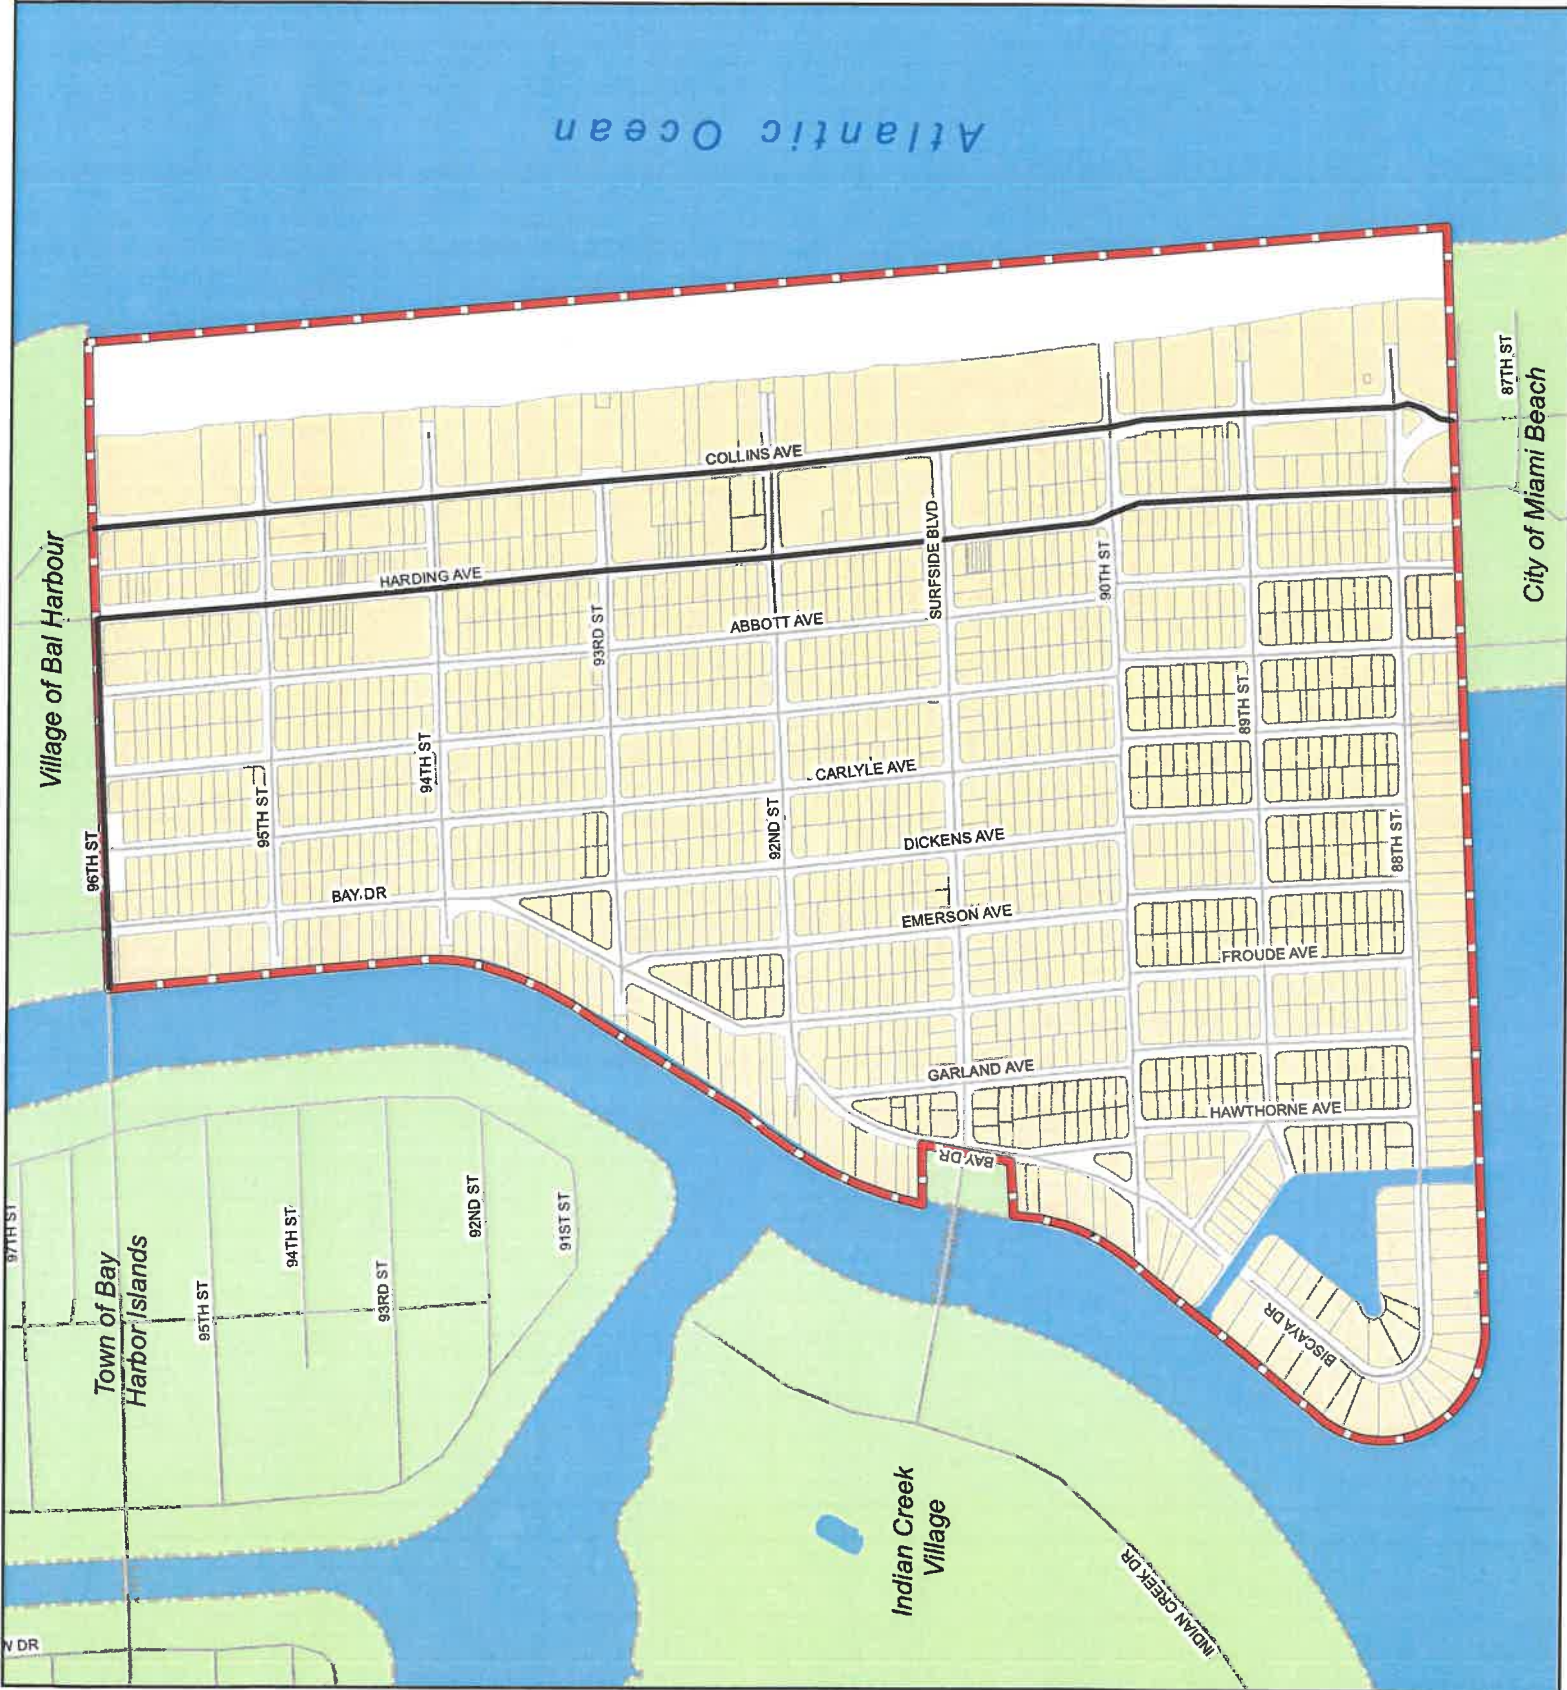 Atlantic Ocean
Village of Bal Harbour
COLLINS AVE
87TH ST
City of Miami Beach
HARDING AVE
SURFSIDE BLVD
90TH ST
93RD ST
ABBOTT AVE
89TH ST
94TH ST
95TH ST
CARLYLE AVE
92ND ST
DICKENS AVE
88TH ST
96TH ST
BAY DR
EMERSON AVE
FROUDE AVE
GARLAND AVE
HAWTHORNE AVE
BAY DR
97TH ST
Town of Bay
Harbor Islands
95TH ST
94TH ST
93RD ST
92ND ST
91ST ST
BISCAYA DR
Indian Creek
Village
INDIAN CREEK DR
DR